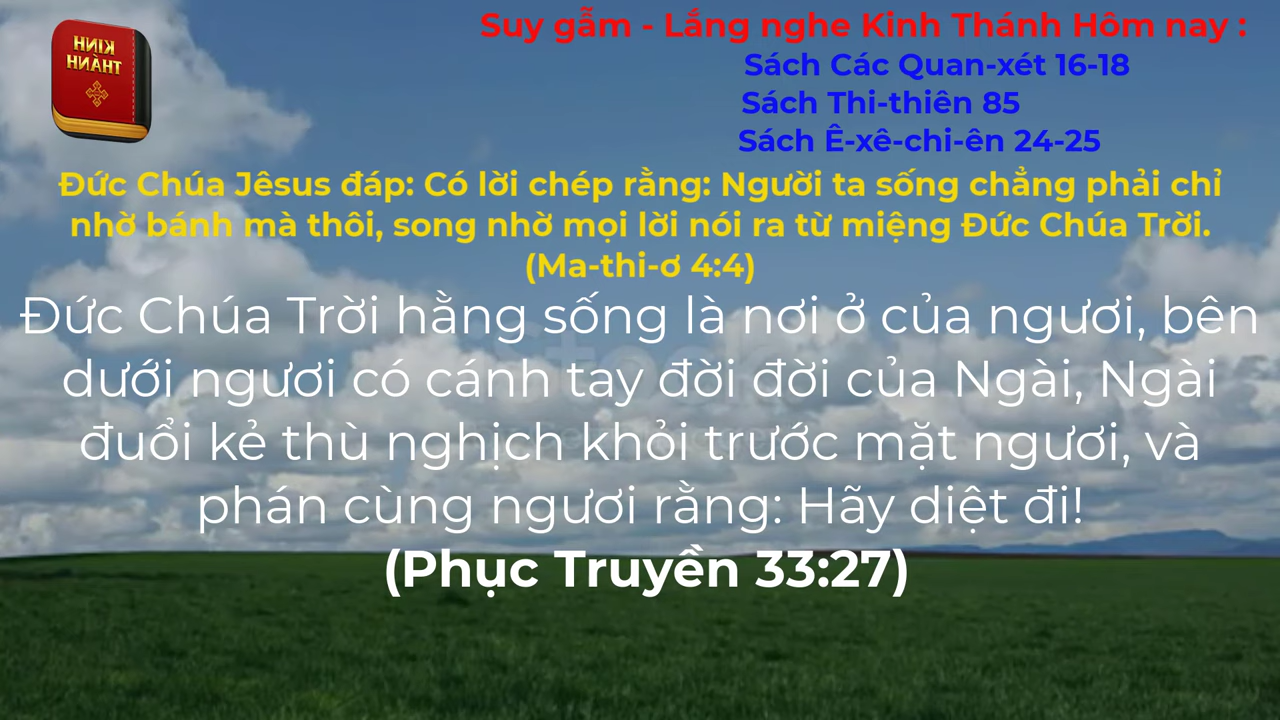 KINH
THÁNH
Suy gẫm - Lắng nghe Kinh Thánh Hôm nay :
Sách Các Quan-xét 16-18
Sách Thi-thiên 85
Sách Ê-xê-chi-ên 24-25
Đức Chúa Jêsus đáp: Có lời chép rằng: Người ta sống chẳng phải chỉ
nhờ bánh mà thôi, song nhờ mọi lời nói ra từ miệng Đức Chúa Trời.
(Ma-thi-ơ 4:4)
Đức Chúa Trời hằng sống là nơi ở của ngươi, bên
dưới ngươi có cánh tay đời đời của Ngài, Ngài
đuổi kẻ thù nghịch khỏi trước mặt ngươi, và
phán cùng ngươi rằng: Hãy diệt đi!
(Phục Truyền 33:27)